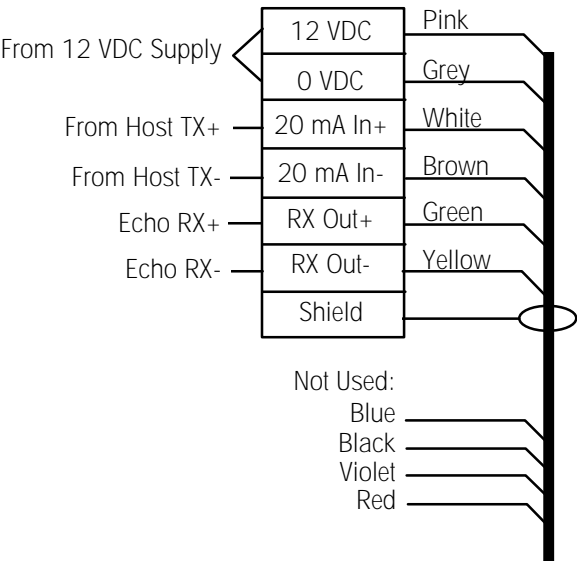 12 VDC Pink
From 12 VDC Supply
0 VDC Grey
From Host TX+ 20 mA In+ White
From Host TX- 20 mA In- Brown
Echo RX+ RX Out+ Green
Echo RX- RX Out- Yellow
Shield
Not Used:
Blue
Black
Violet
Red